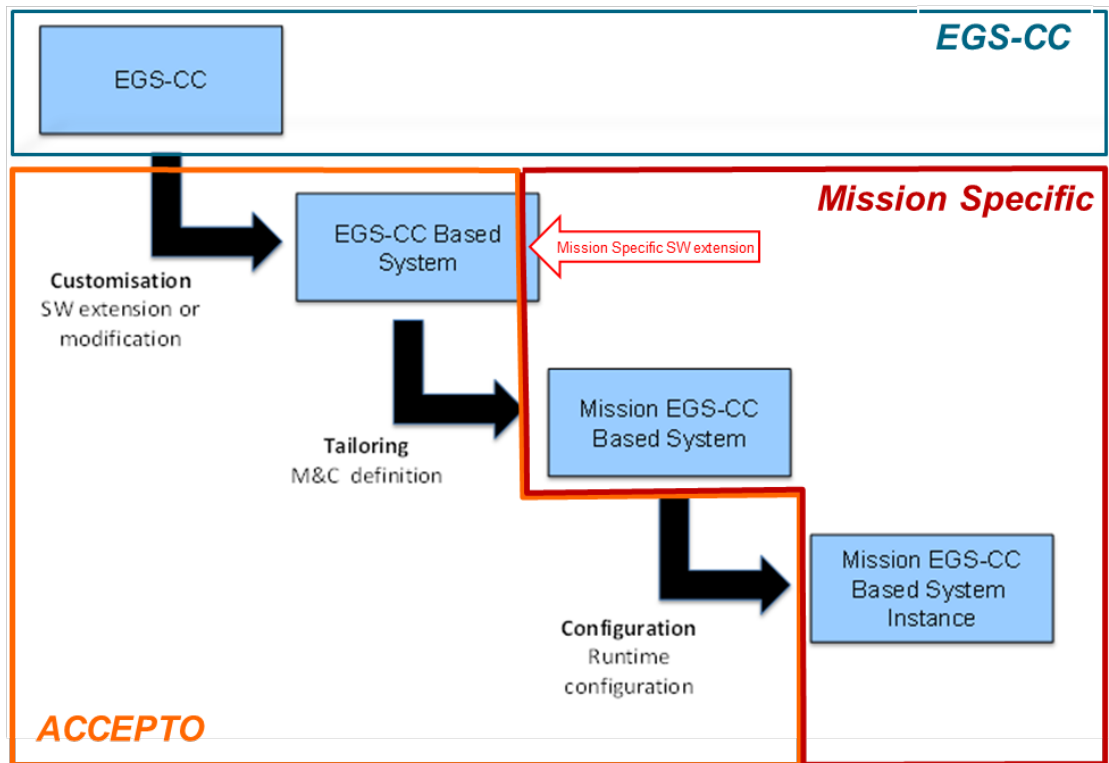 EGS-CC
EGS-CC
Mission Specific
EGS-CC Based
System
Mission Specific SW extension
Customisation
SW extension or
modification
Mission EGS-CC
Based System
Tailoring
M&C definition
Mission EGS-CC
Based System
Instance
Configuration
Runtime
configuration
ACCEPTO